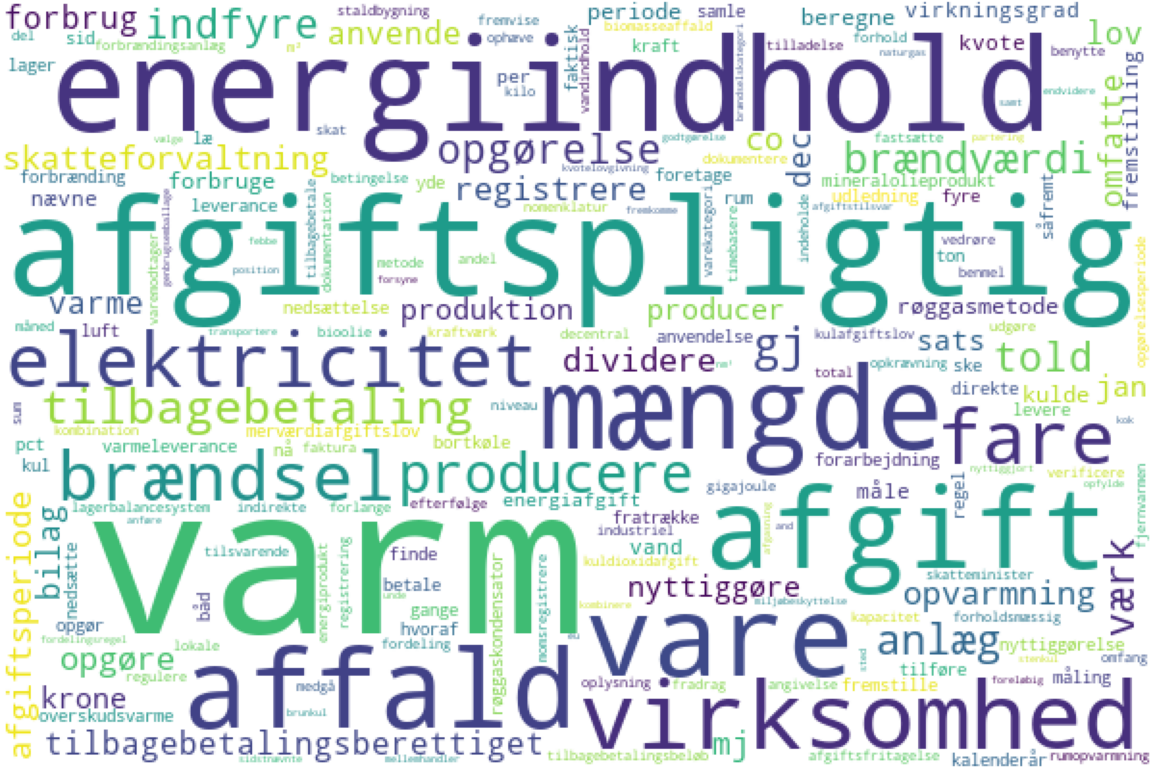 forbrug
indfyre
staldbygning
anvende
fremvise
ophæve
periode
samle
biomasseaffald
kraft
beregne
virkningsgrad
lov
del
sid
forbrændingsanlæg
m²
lager
energiindhold
per
kilo
faktisk
vandindhold
tilladelse
brændselskategori
forhold
naturgas
kvote
benytte
samt
endvidere
omfatte
fremstilling
vælge
læ
skat
skatteforvaltning
opgørelse
godtgørelse
co
dokumentere
dec
fastsætte
partering
brændværdi
forbrænding
forbruge
betingelse
yde
kvotelovgivning
foretage
mineralolieprodukt
nævne
leverance
registrere
rum
udledning
fyre
nomenklatur
fremkomme
varekategori
timebasere
indeholde
afgiftstilsvar
såfremt
afgiftspligtig
genbrugsemballage
varemodtager
febbe
position
tilbagebetale
dokumentation
metode
andel
forsyne
vedrøre
ton
benmel
opgørelsesperiode
varme
nedsættelse
produktion
producer
røggasmetode
måned
luft
transportere
bioolie
kraftværk
decentral
anvendelse
kulafgiftslov
sats
udgøre
elektricitet
dividere
gj
told
nm³
total
opkrævning
ske
direkte
kulde
jan
tilbagebetaling
niveau
mængde
levere
sum
fare
kok
kombination
merværdiafgiftslov
pct
varmeleverance
nå
faktura
bortkøle
forarbejdning
kul
brændsel
producere
gigajoule
måle
regel
nyttiggjort
verificere
opfylde
lagerbalancesystem
indirekte
forlange
efterfølge
energiafgift
anføre
varm
fratrække
industriel
afgift
afgasning
and
fjernvarmen
afgiftsperiode
bilag
nedsætte
tilsvarende
energiprodukt
registrering
finde
røggaskondensator
momsregistrere
vand
kuldioxidafgift
skatteminister
værk
båd
betale
unde
kombinere
nyttiggøre
miljøbeskyttelse
opvarmning
fordelingsregel
opgør
lokale
gange
hvoraf
fordeling
vare
kapacitet
forholdsmæssig
anlæg
nyttiggørelse
stenkul
opgøre
regulere
affald
sted
tilføre
omfang
krone
medgå
oplysning
fradrag
angivelse
fremstille
foreløbig
måling
overskudsvarme
brunkul
virksomhed
tilbagebetalingsberettiget
mj
sidstnævnte
mellemhandler
tilbagebetalingsbeløb
afgiftsfritagelse
kalenderår
rumopvarmning